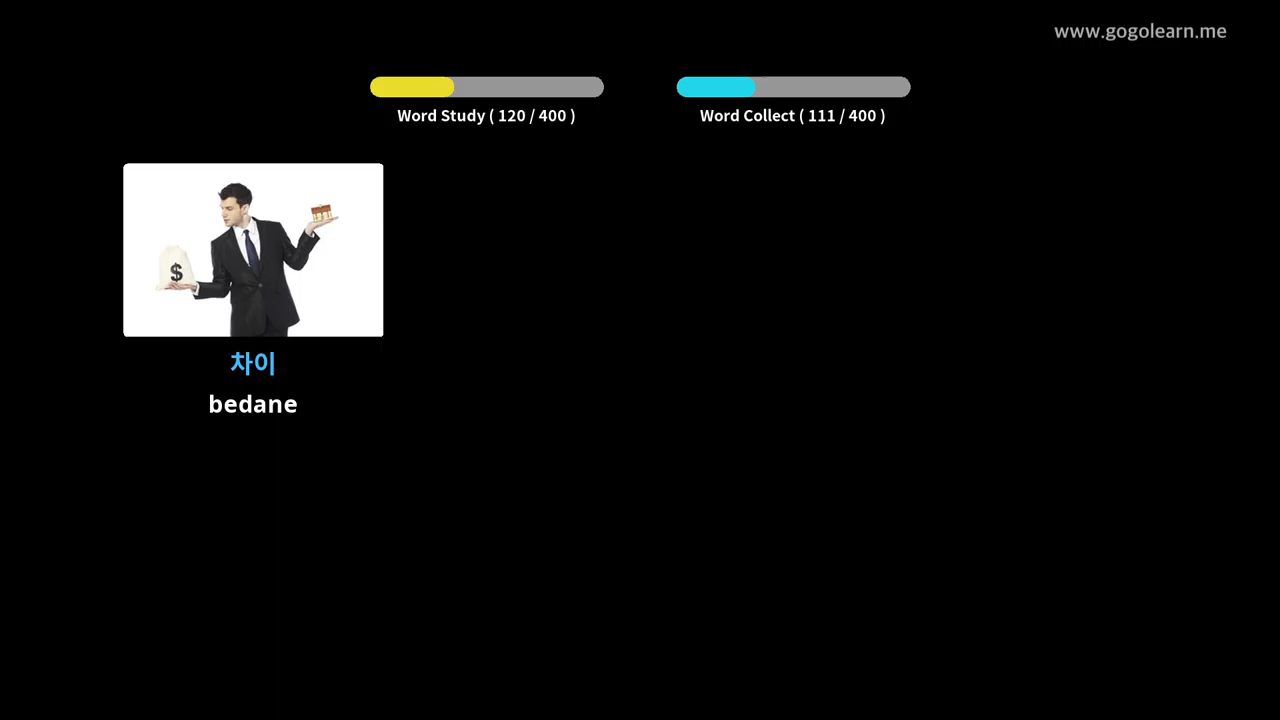 www.gogolearn.me
Word Study ( 120 / 400 )
Word Collect ( 111 / 400 )
$
차이
bedane